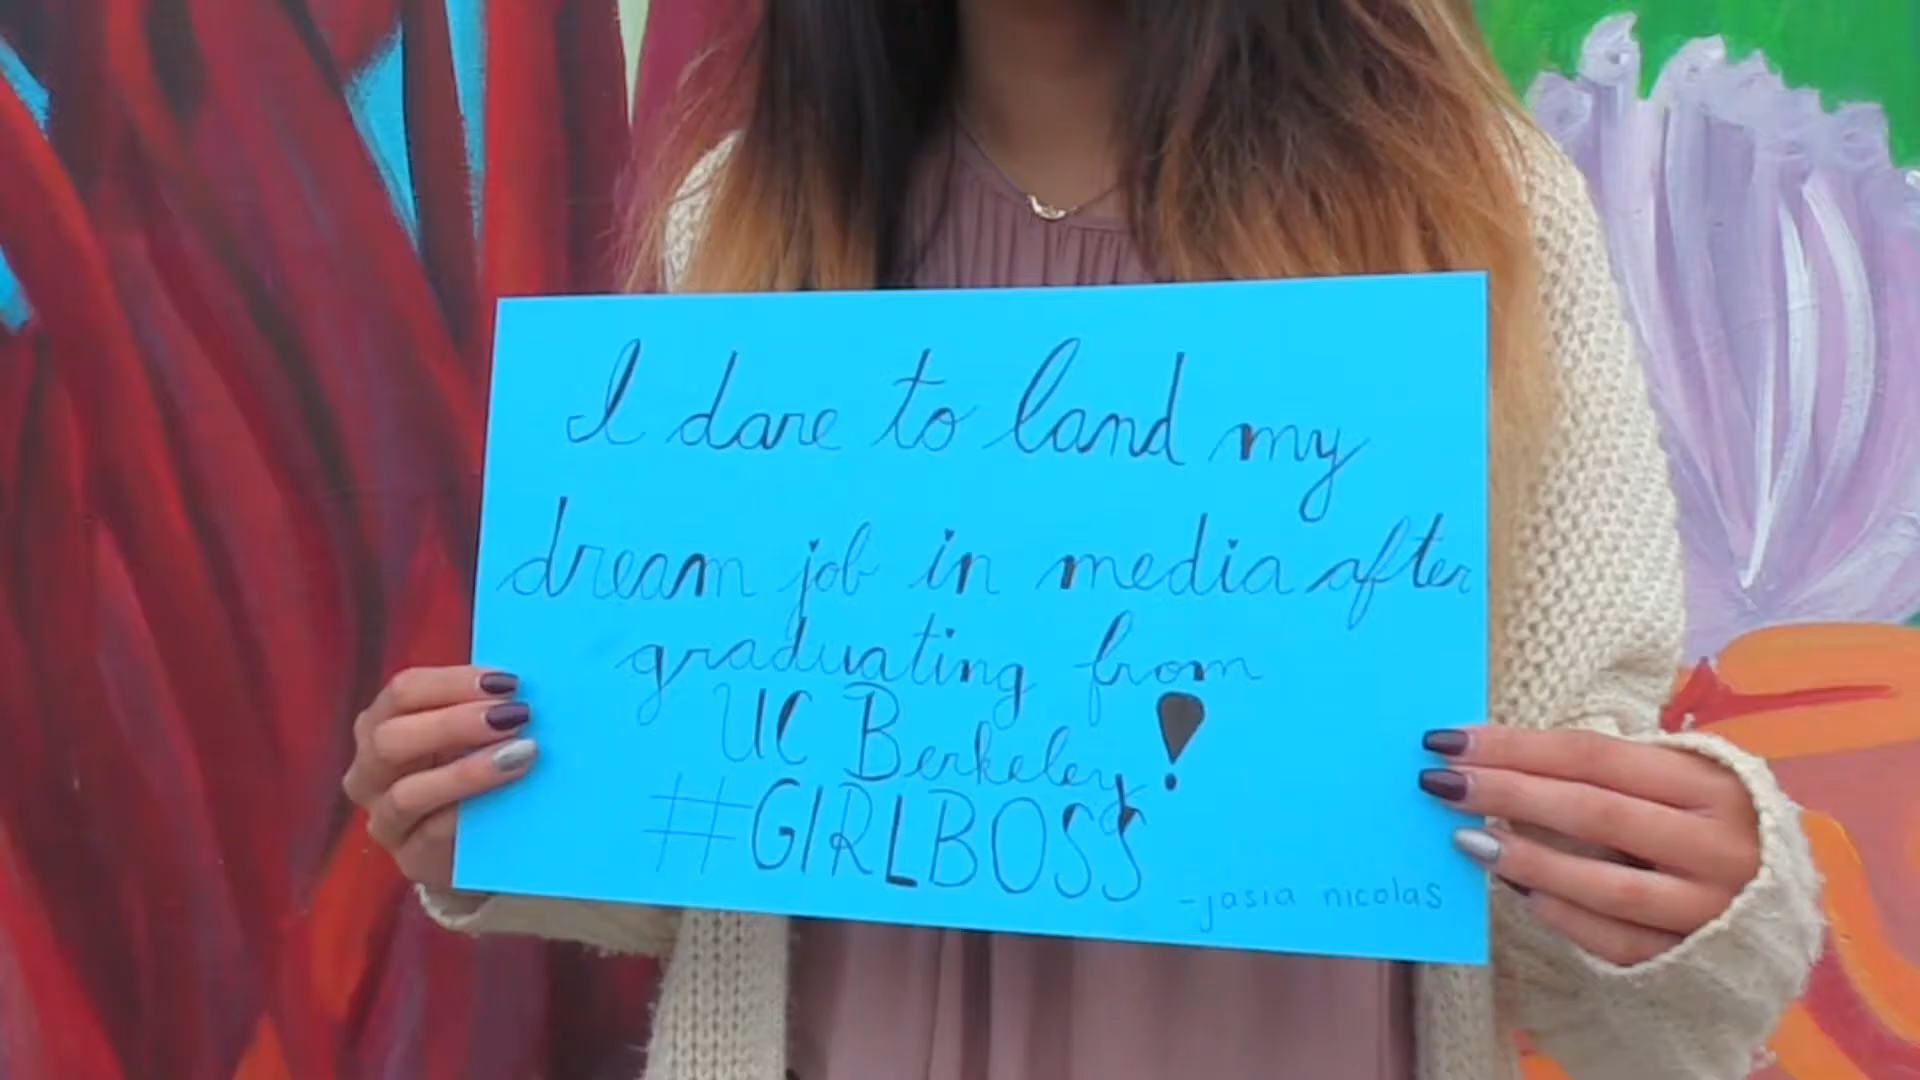 I dare to land my
dream job in media after
graduating from
UC Berkeley!
#GIRLBOSS
-jasia nicolas